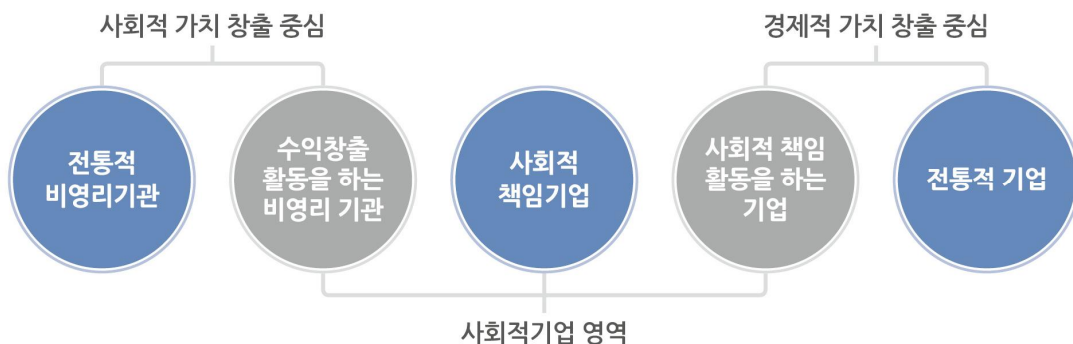 사회적 가치 창출 중심
경제적 가치 창출 중심
전통적
비영리기관
수익창출
활동을 하는
비영리 기관
사회적
책임기업
사회적 책임
활동을 하는
기업
전통적 기업
사회적기업 영역